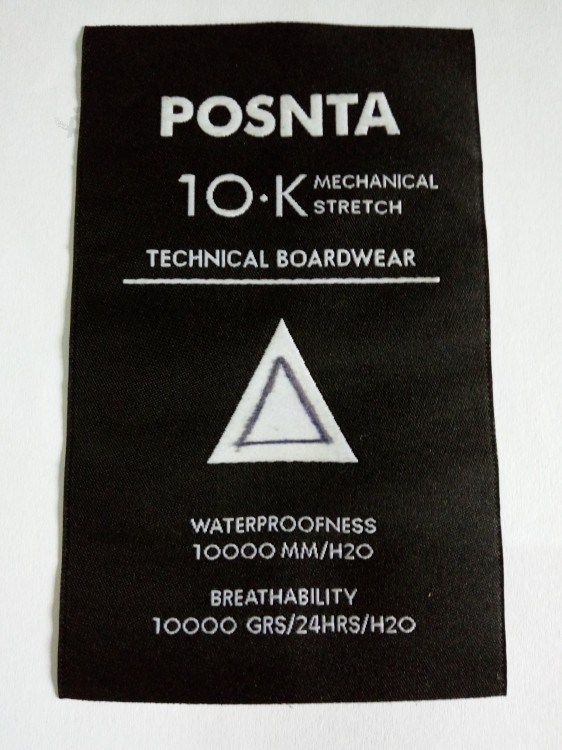 POSNTA
10·K MECHANICAL
STRETCH
TECHNICAL BOARDWEAR
WATERPROOFNESS
10000 MM/H2O
BREATHABILITY
10000 GRS/24HRS/H2O